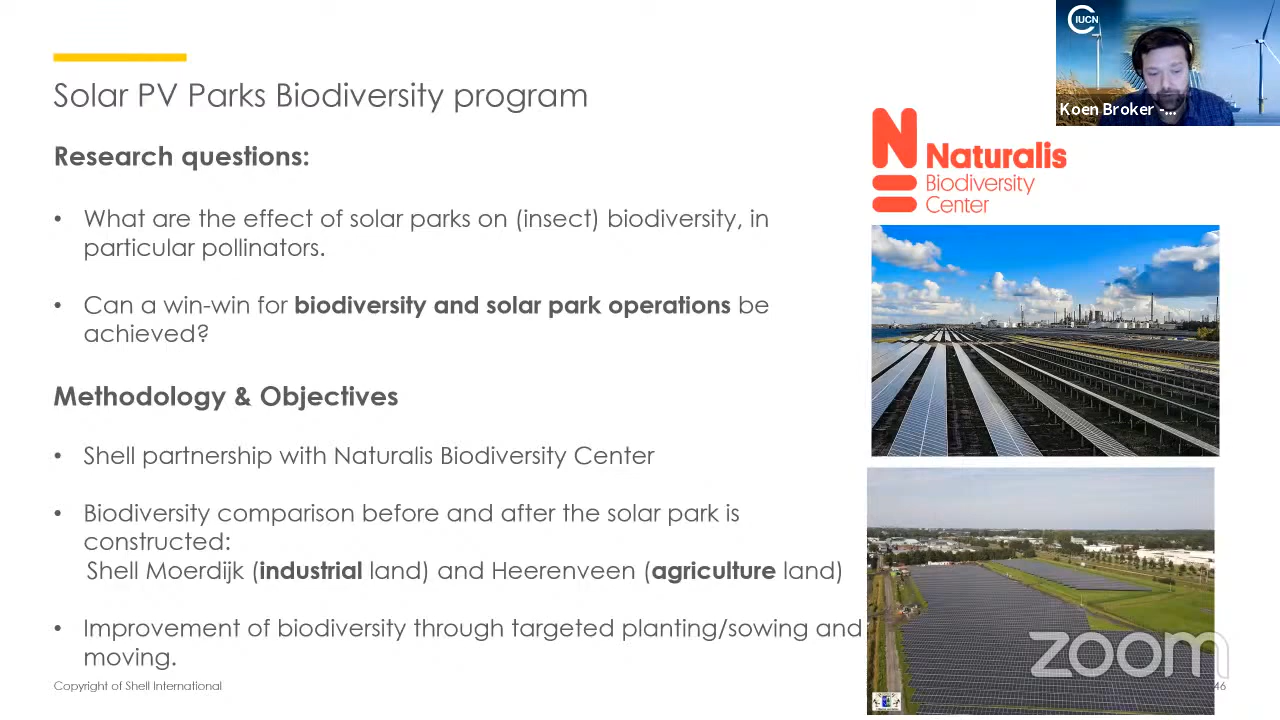 Solar PV Parks Biodiversity program
Research questions:
• What are the effect of solar parks on (insect) biodiversity, in
particular pollinators.
• Can a win-win for biodiversity and solar park operations be
achieved?
Methodology & Objectives
• Shell partnership with Naturalis Biodiversity Center
• Biodiversity comparison before and after the solar park is
constructed:
Shell Moerdijk (industrial land) and Heerenveen (agriculture land)
• Improvement of biodiversity through targeted planting/sowing and
moving.
Copyright of Shell International
IUCN
Koen Broker -...
Naturalis
Biodiversity
Center
zoom
46